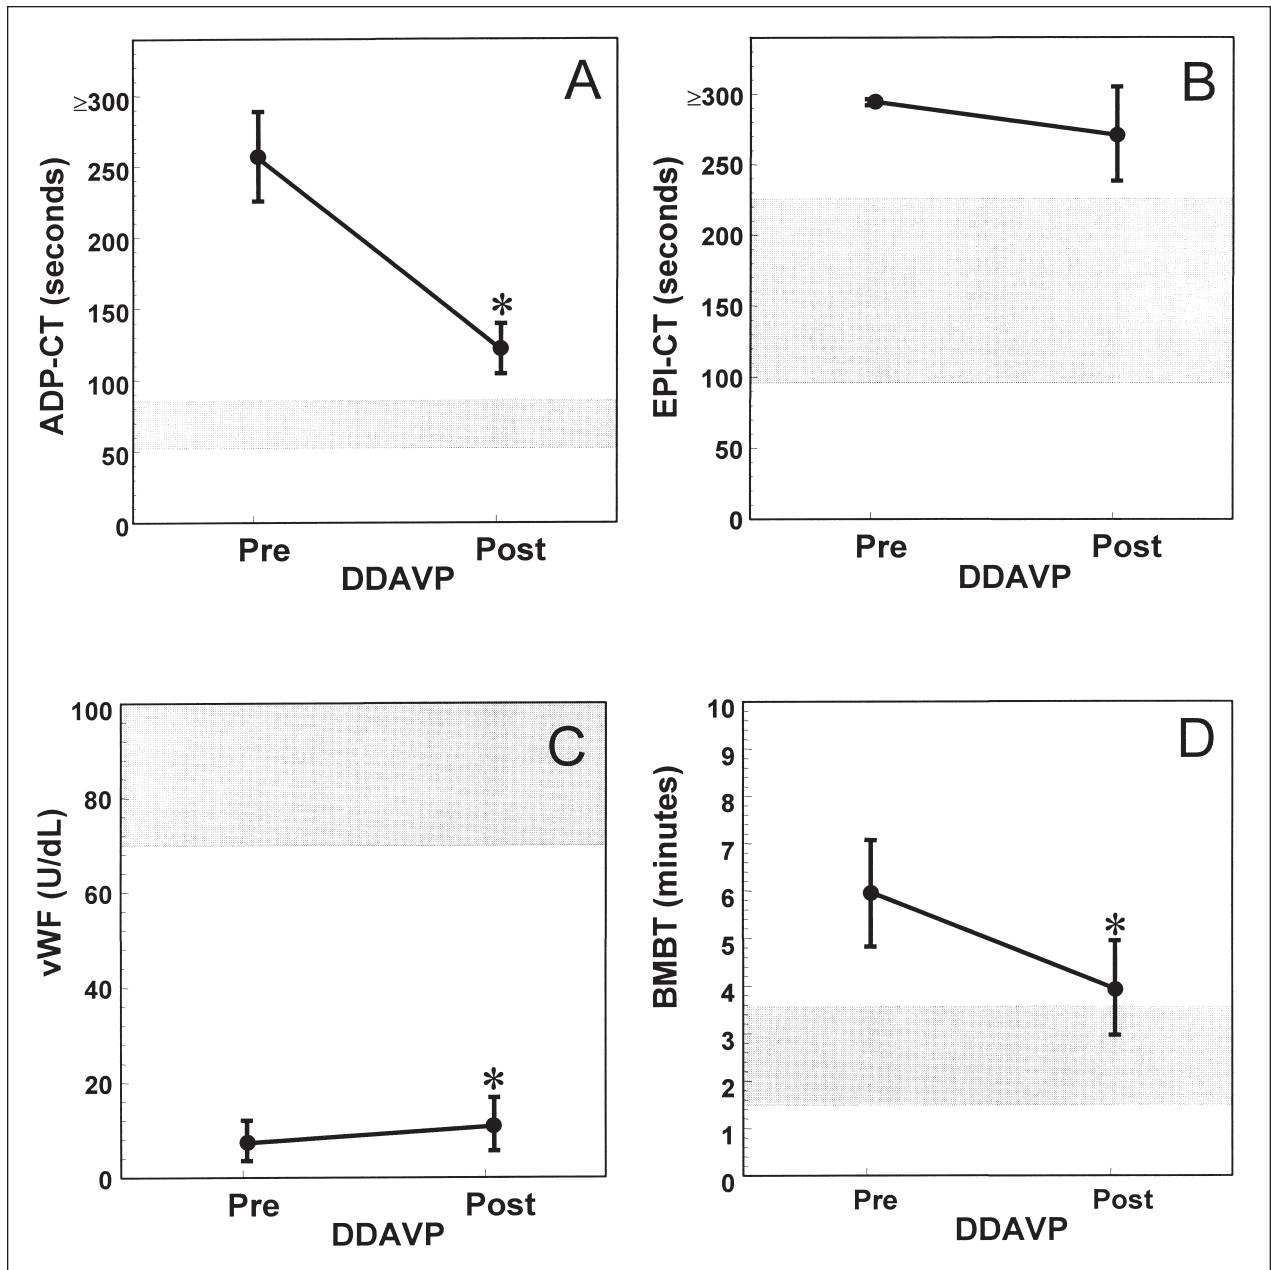 A
≥300
250
200
150
100
50
0
ADP-CT (seconds)
*
Pre Post
DDAVP
B
≥300
250
200
150
100
50
0
EPI-CT (seconds)
Pre Post
DDAVP
C
100
80
60
40
20
0
vWF (U/dL)
*
Pre Post
DDAVP
D
10
9
8
7
6
5
4
3
2
1
0
BMBT (minutes)
*
Pre Post
DDAVP